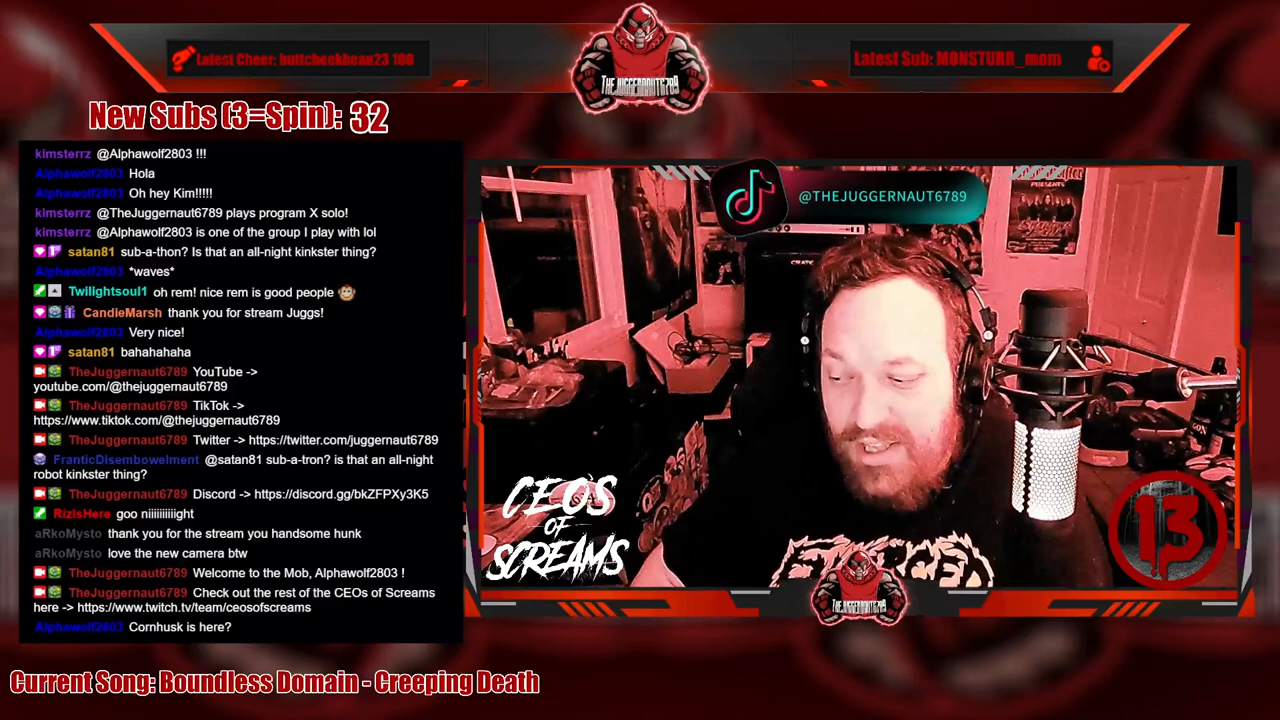 Latest Cheer: buttcheekbeau23 100
THEJUGGERNAUT6789
Latest Sub: MONSTURR_mom
New Subs (3=Spin): 32
kimsterrz @Alphawolf2803 !!!
Alphawolf2803 Hola
Alphawolf2803 Oh hey Kim!!!!!
kimsterrz @TheJuggernaut6789 plays program X solo!
kimsterrz @Alphawolf2803 is one of the group I play with lol
satan81 sub-a-thon? Is that an all-night kinkster thing?
Alphawolf2803 *waves*
Twilightsoul1 oh rem! nice rem is good people
CandieMarsh thank you for stream Juggs!
Alphawolf2803 Very nice!
satan81 bahahahaha
TheJuggernaut6789 YouTube ->
youtube.com/@thejuggernaut6789
TheJuggernaut6789 TikTok ->
https://www.tiktok.com/@thejuggernaut6789
TheJuggernaut6789 Twitter -> https://twitter.com/juggernaut6789
FranticDisembowelment @satan81 sub-a-tron? is that an all-night
robot kinkster thing?
TheJuggernaut6789 Discord -> https://discord.gg/bkZFPXy3K5
RizIsHere goo niiiiiiiiiight
aRkoMysto thank you for the stream you handsome hunk
aRkoMysto love the new camera btw
TheJuggernaut6789 Welcome to the Mob, Alphawolf2803 !
TheJuggernaut6789 Check out the rest of the CEOs of Screams
here -> https://www.twitch.tv/team/ceosofscreams
Alphawolf2803 Cornhusk is here?
@THEJUGGERNAUT6789
PRESENTS
CEOS
OF
SCREAMS
13
THEJUGGERNAUT6789
Current Song: Boundless Domain - Creeping Death